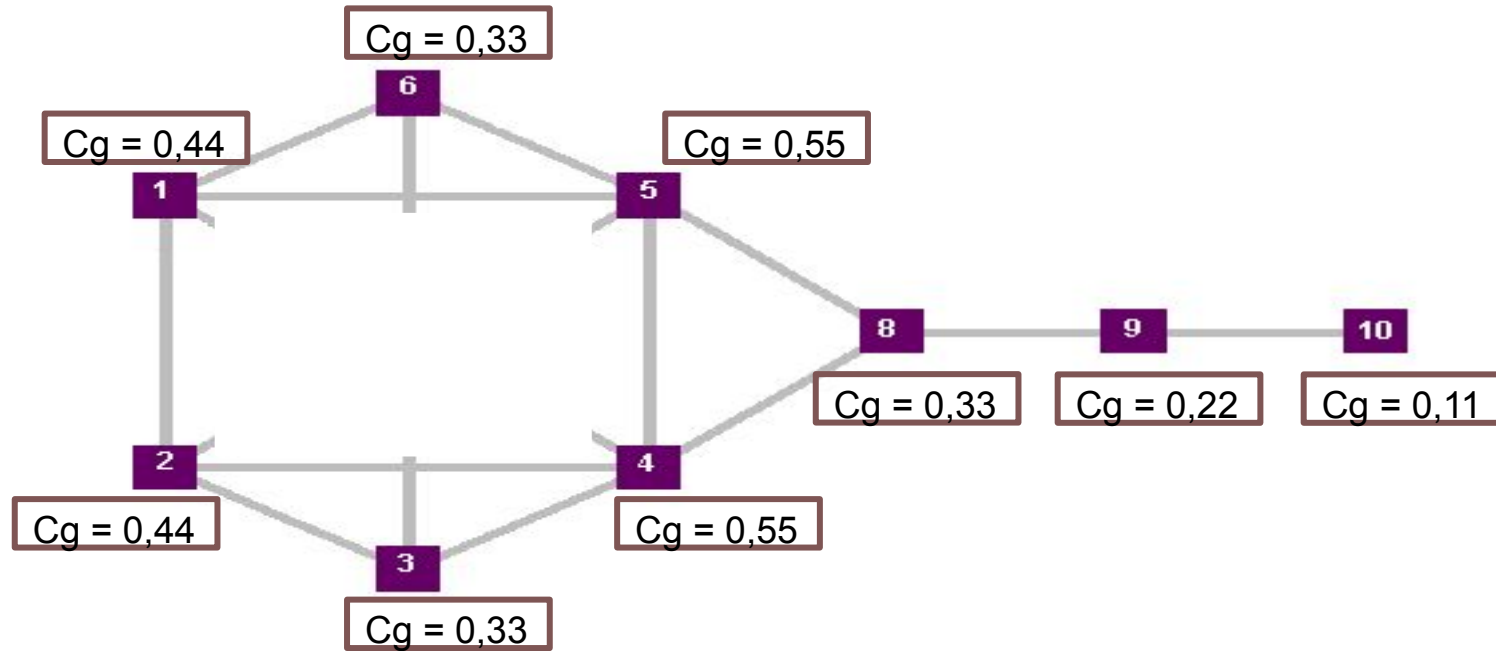 Cg = 0,33
6
Cg = 0,44
Cg = 0,55
1
5
8
9
10
Cg = 0,33
Cg = 0,22
Cg = 0,11
2
4
Cg = 0,44
Cg = 0,55
3
Cg = 0,33